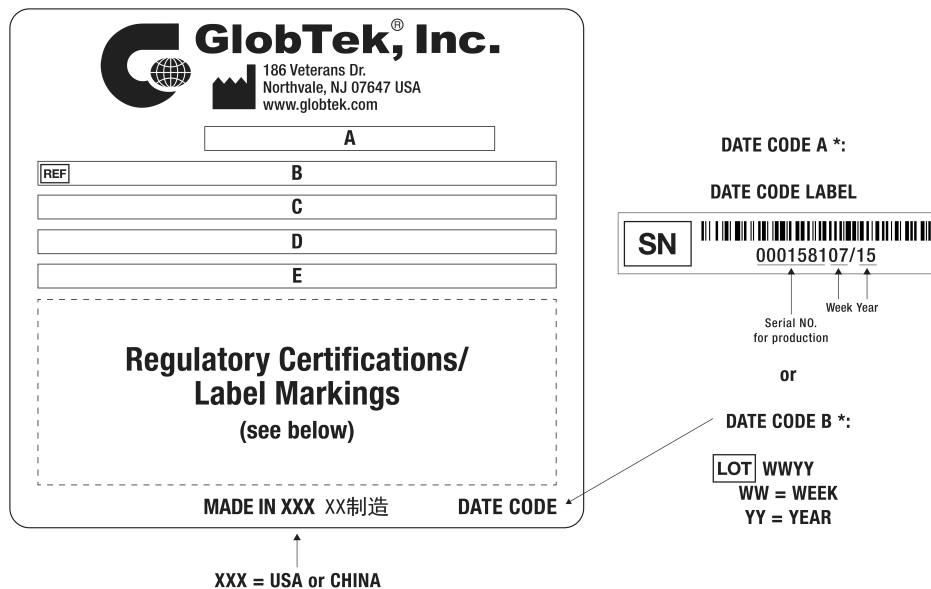 GlobTek®, Inc.
186 Veterans Dr.
Northvale, NJ 07647 USA
www.globtek.com
A
REF B
C
D
E
Regulatory Certifications/
Label Markings
(see below)
MADE IN XXX XX制造 DATE CODE
XXX = USA or CHINA
DATE CODE A *:
DATE CODE LABEL
SN
000158107/15
Week Year
Serial NO.
for production
or
DATE CODE B *:
LOT WWYY
WW = WEEK
YY = YEAR